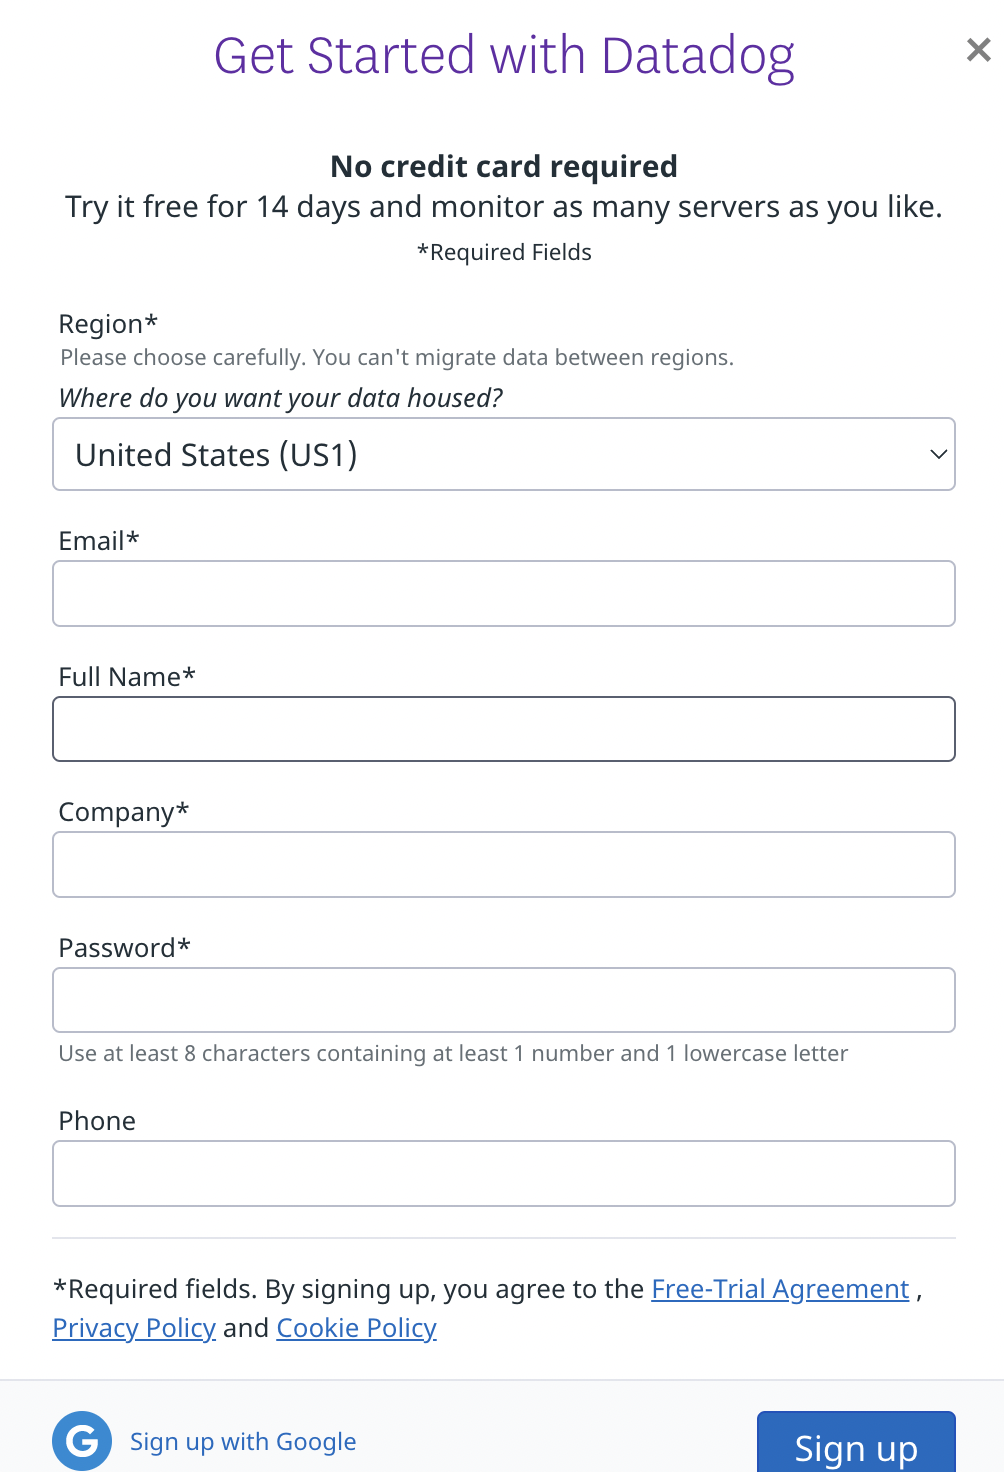 Get Started with Datadog
No credit card required
Try it free for 14 days and monitor as many servers as you like.
*Required Fields
Region*
Please choose carefully. You can't migrate data between regions.
Where do you want your data housed?
United States (US1)
Email*
Full Name*
Company*
Password*
Use at least 8 characters containing at least 1 number and 1 lowercase letter
Phone
*Required fields. By signing up, you agree to the Free-Trial Agreement ,
Privacy Policy and Cookie Policy
G Sign up with Google
Sign up